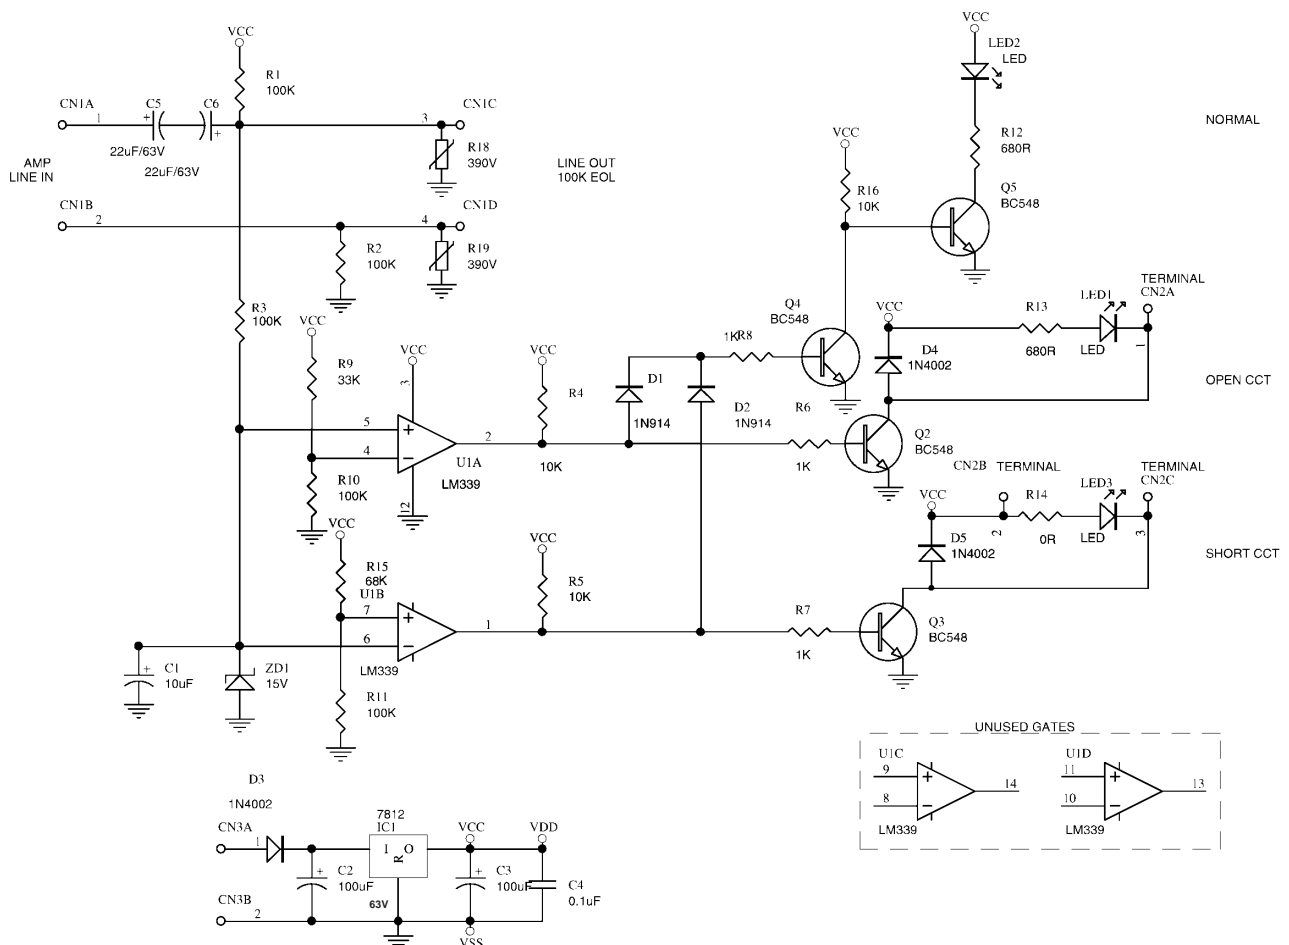 VCC
R1
100K
CN1A
1
C5
+
22uF/63V
C6
+
22uF/63V
3
CN1C
R18
390V
AMP
LINE IN
LINE OUT
100K EOL
CN1B
2
4
CN1D
R2
100K
R19
390V
VCC
LED2
LED
R12
680R
NORMAL
VCC
R16
10K
Q5
BC548
R3
100K
VCC
R9
33K
VCC
3
5
4
+
−
12
2
U1A
LM339
R10
100K
VCC
R4
10K
D1
1N914
D2
1N914
1K
R8
Q4
BC548
R6
1K
VCC
D4
1N4002
Q2
BC548
R13
680R
LED1
LED
TERMINAL
CN2A
1
OPEN CCT
VCC
R15
68K
U1B
7
6
+
−
1
LM339
R11
100K
VCC
R5
10K
R7
1K
Q3
BC548
VCC
D5
1N4002
CN2B
TERMINAL
2
R14
0R
LED3
LED
TERMINAL
CN2C
3
SHORT CCT
+
C1
10uF
ZD1
15V
UNUSED GATES
U1C
9
8
+
−
14
LM339
U1D
11
10
+
−
13
LM339
D3
1N4002
CN3A
1
CN3B
2
+
C2
100uF
63V
7812
IC1
I
O
R
VCC
+
C3
100uF
VDD
C4
0.1uF
VSS